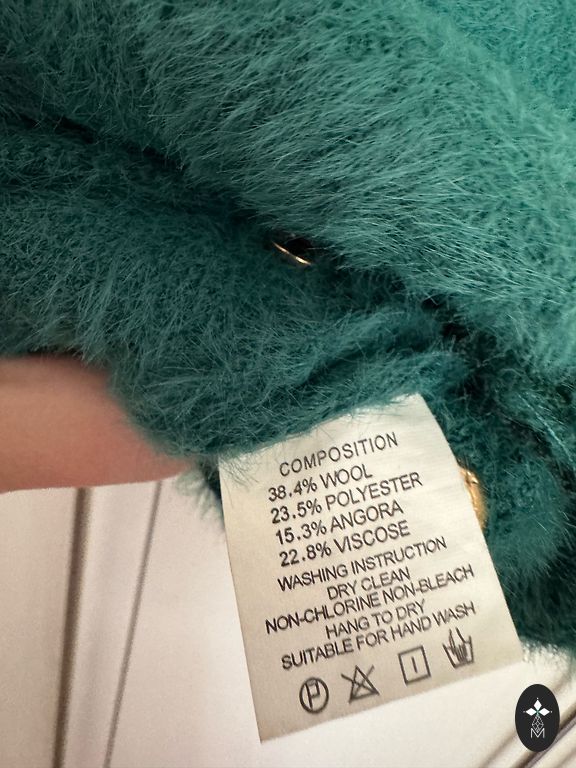 COMPOSITION
38.4% WOOL
23.5% POLYESTER
15.3% ANGORA
22.8% VISCOSE
WASHING INSTRUCTION
DRY CLEAN
NON-CHLORINE NON-BLEACH
HANG TO DRY
SUITABLE FOR HAND WASH
P
M